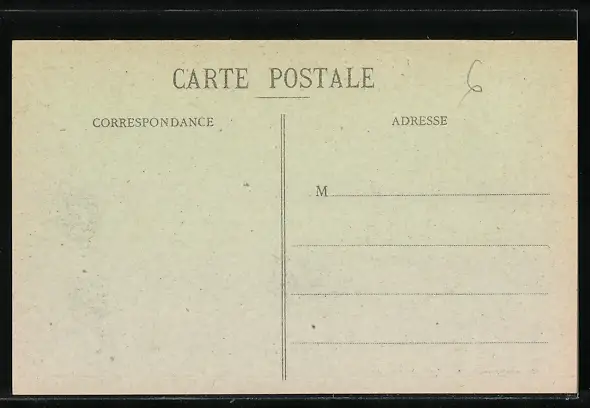 CARTE POSTALE
6
CORRESPONDANCE
ADRESSE
M